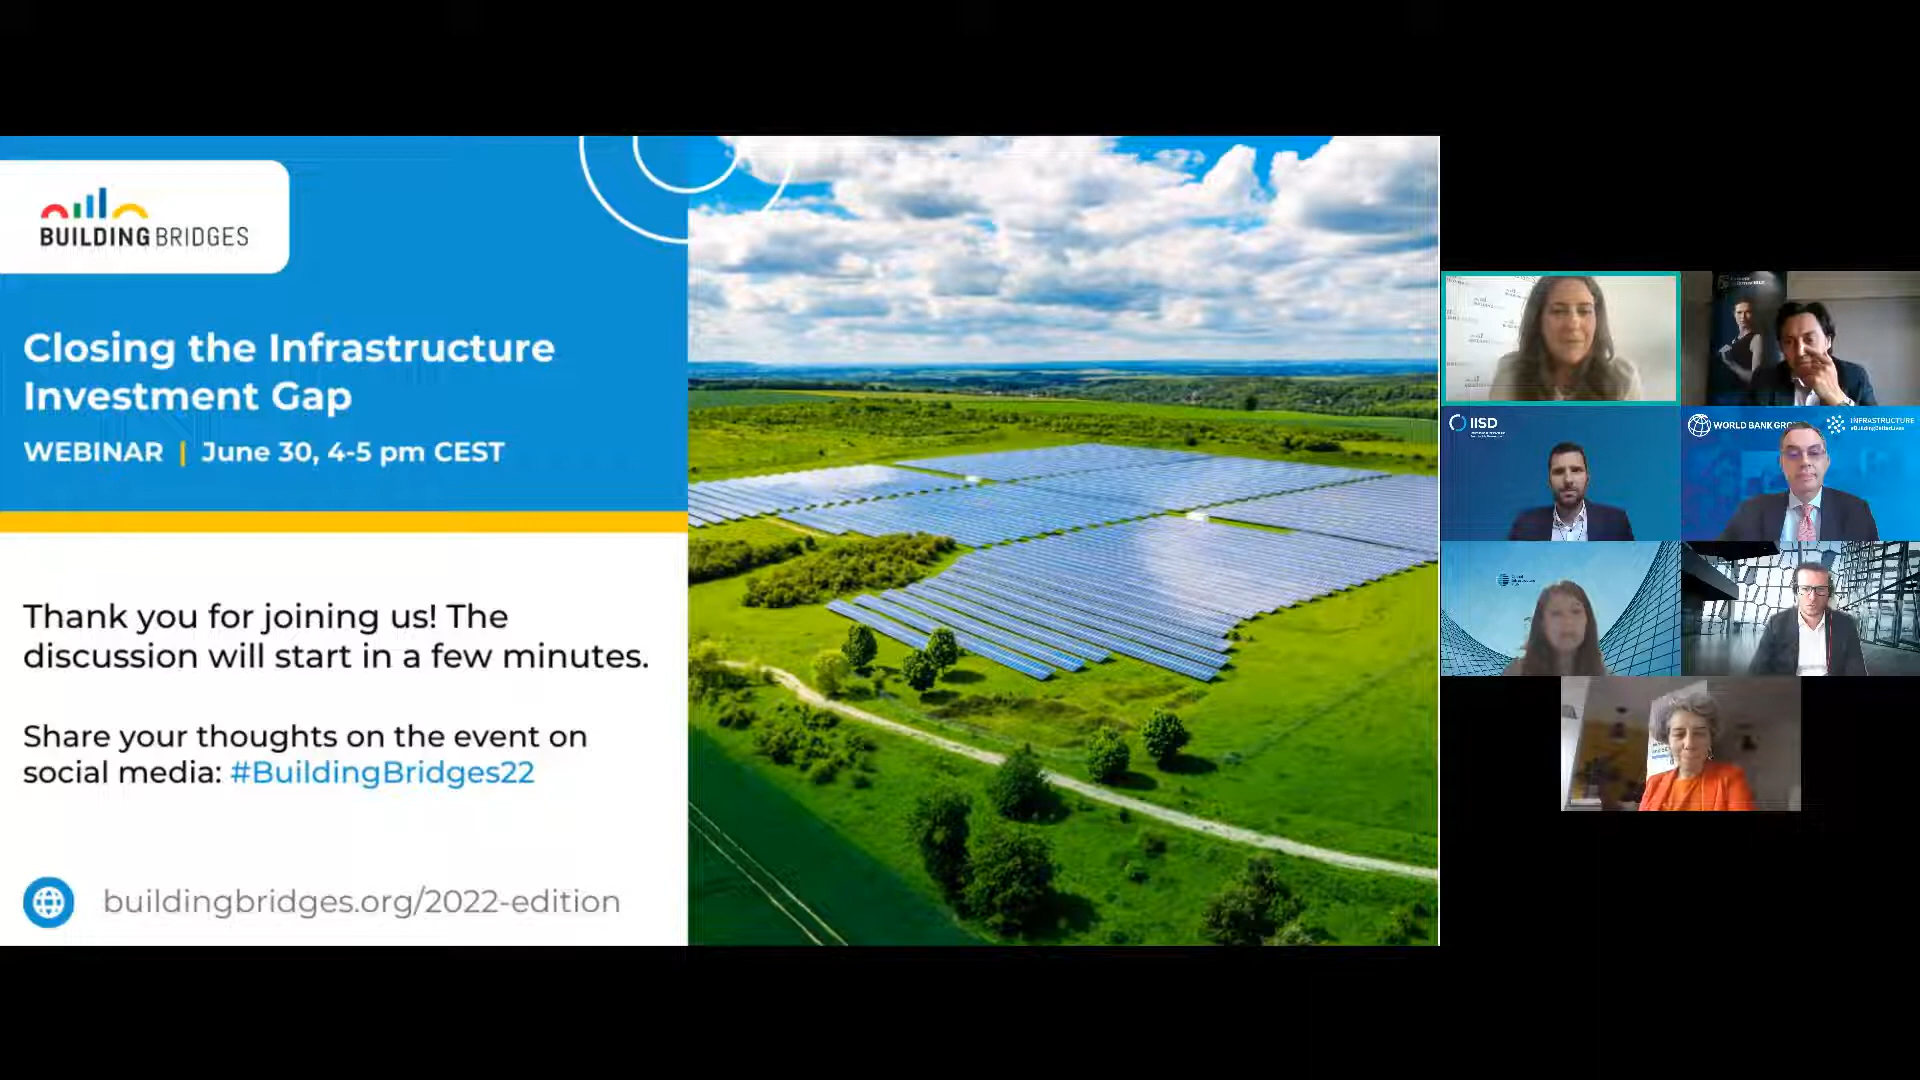 BUILDING BRIDGES
Closing the Infrastructure
Investment Gap
WEBINAR | June 30, 4-5 pm CEST
Thank you for joining us! The
discussion will start in a few minutes.
Share your thoughts on the event on
social media: #BuildingBridges22
buildingbridges.org/2022-edition
IISD
WORLD BANK GRO
INFRASTRUCTURE
#BuildingBetterLives